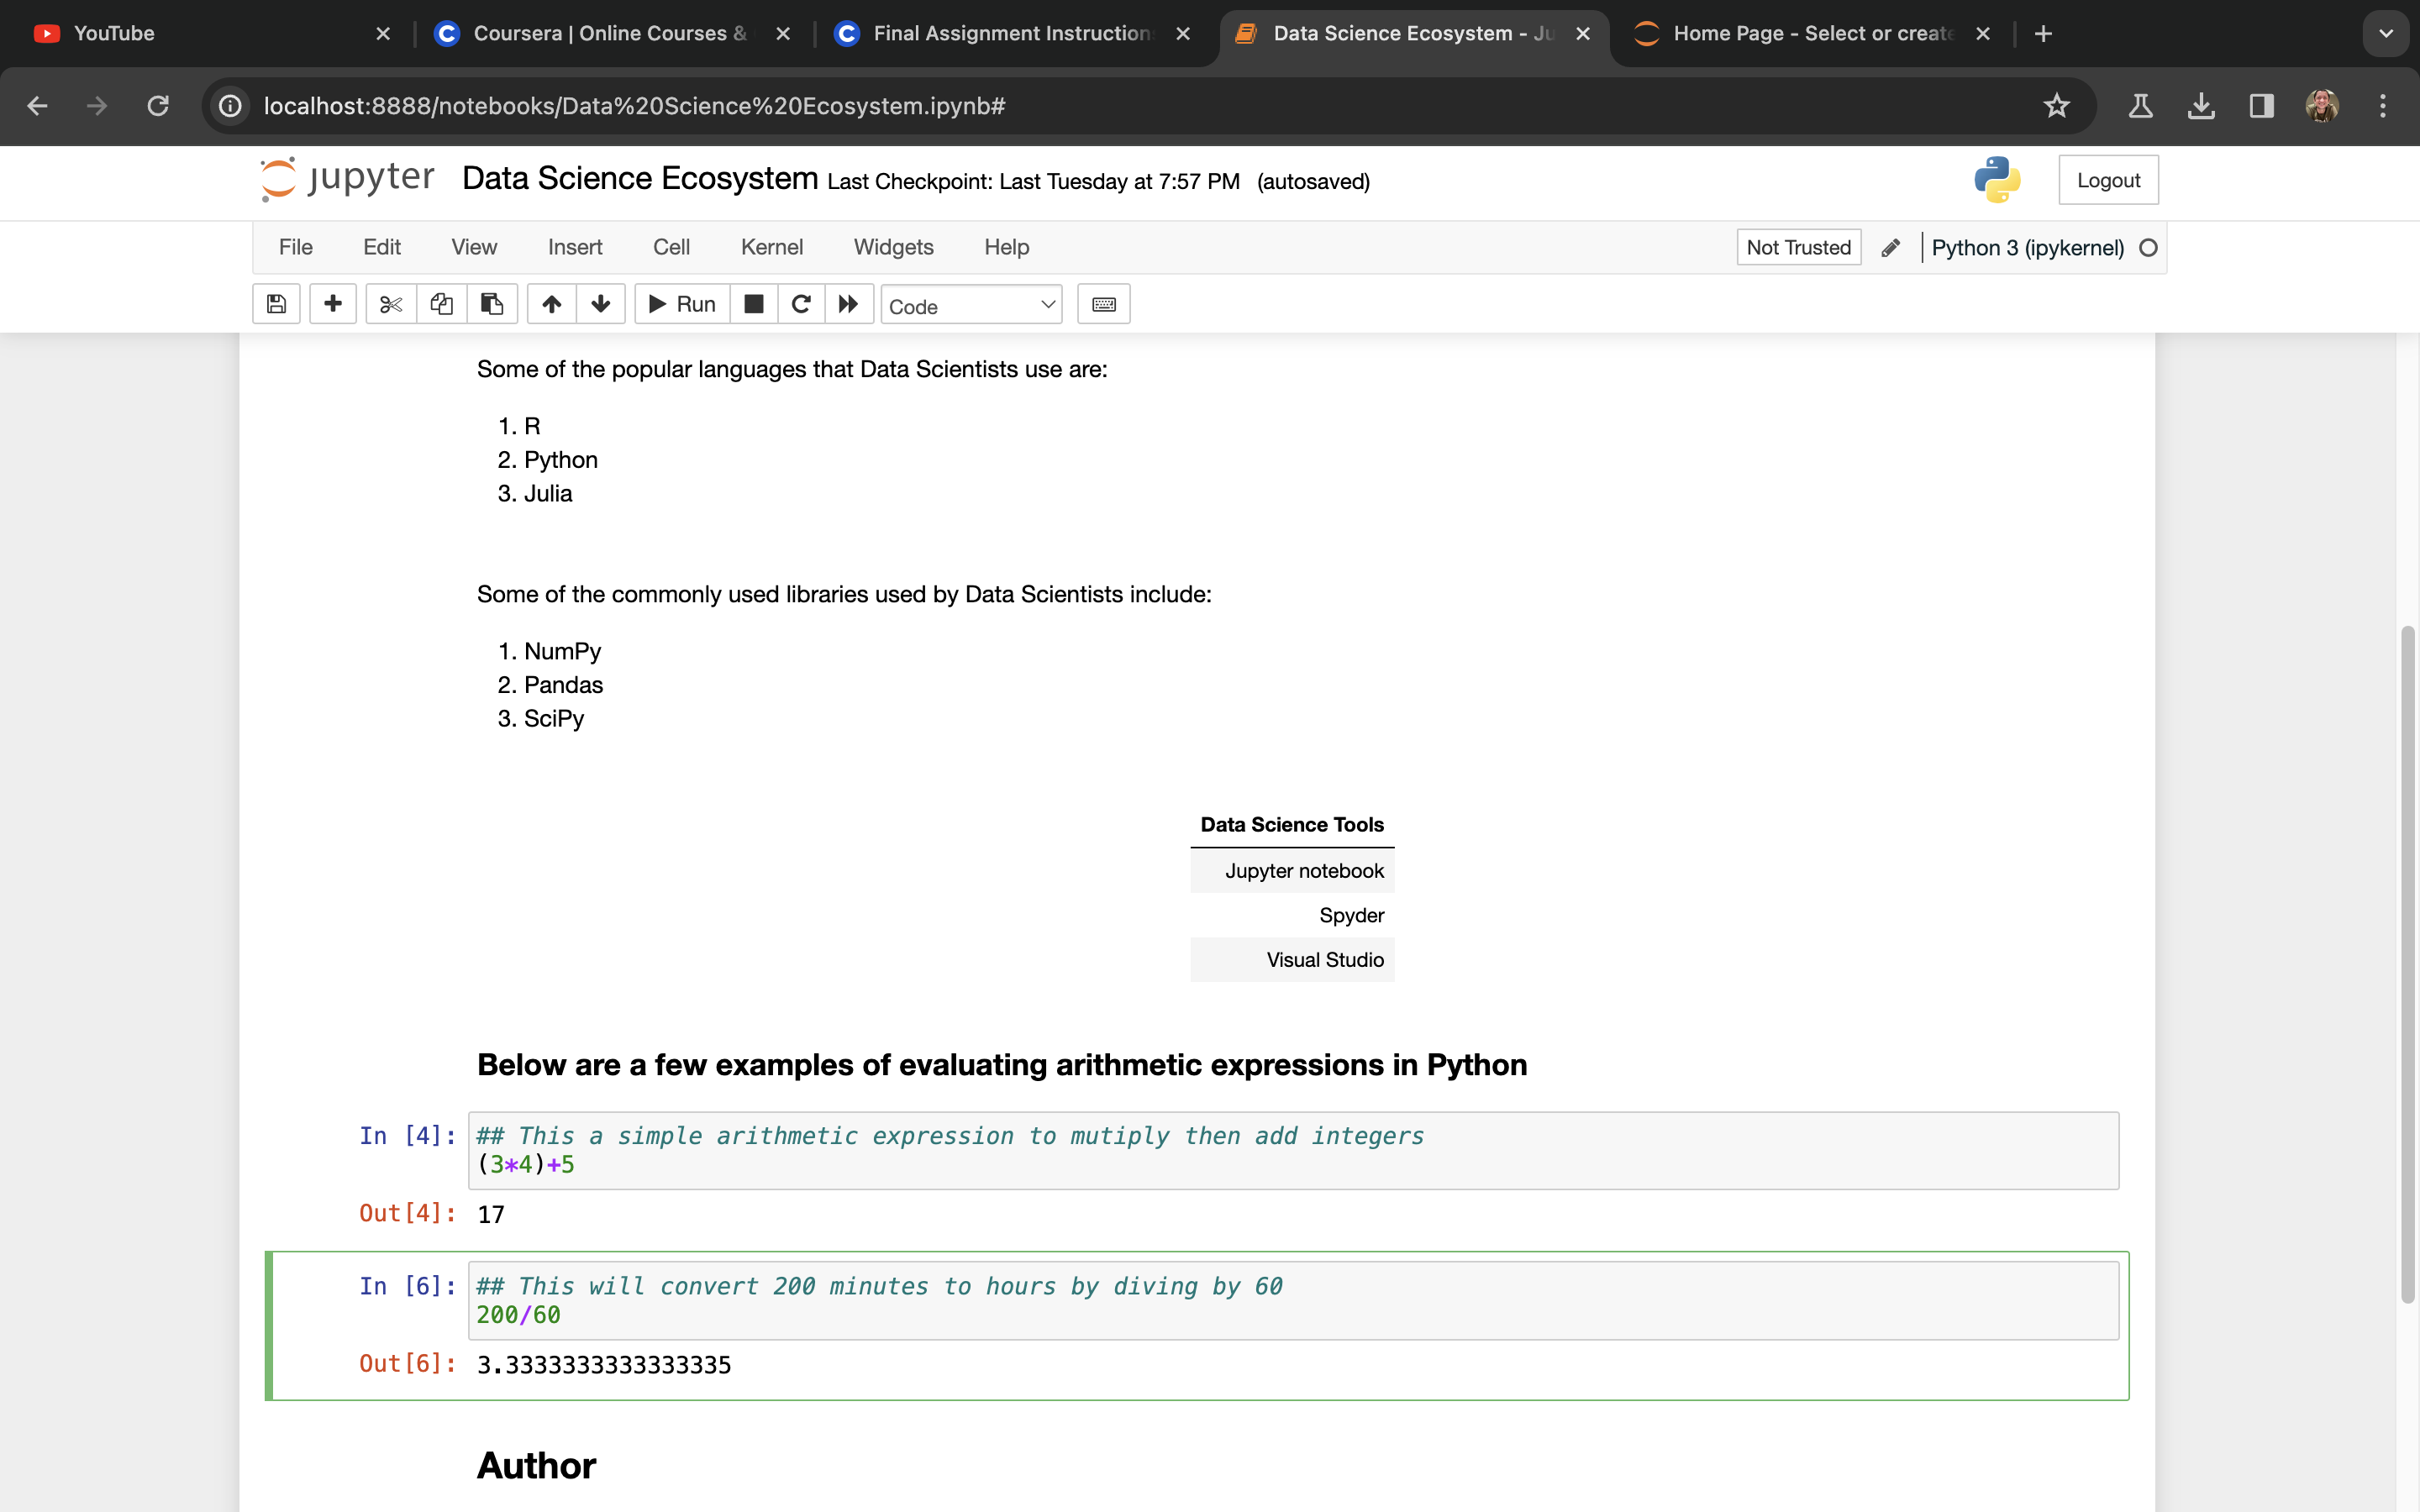 YouTube
Coursera | Online Courses &
Final Assignment Instruction
Data Science Ecosystem - Ju
Home Page - Select or create
localhost:8888/notebooks/Data%20Science%20Ecosystem.ipynb#
jupyter Data Science Ecosystem Last Checkpoint: Last Tuesday at 7:57 PM (autosaved)
Logout
File Edit View Insert Cell Kernel Widgets Help
Not Trusted
Python 3 (ipykernel)
Run
Code
Some of the popular languages that Data Scientists use are:
1. R
2. Python
3. Julia
Some of the commonly used libraries used by Data Scientists include:
1. NumPy
2. Pandas
3. SciPy
Data Science Tools
Jupyter notebook
Spyder
Visual Studio
Below are a few examples of evaluating arithmetic expressions in Python
In [4]: ## This a simple arithmetic expression to mutiply then add integers
(3*4)+5
Out[4]: 17
In [6]: ## This will convert 200 minutes to hours by diving by 60
200/60
Out[6]: 3.3333333333333335
Author